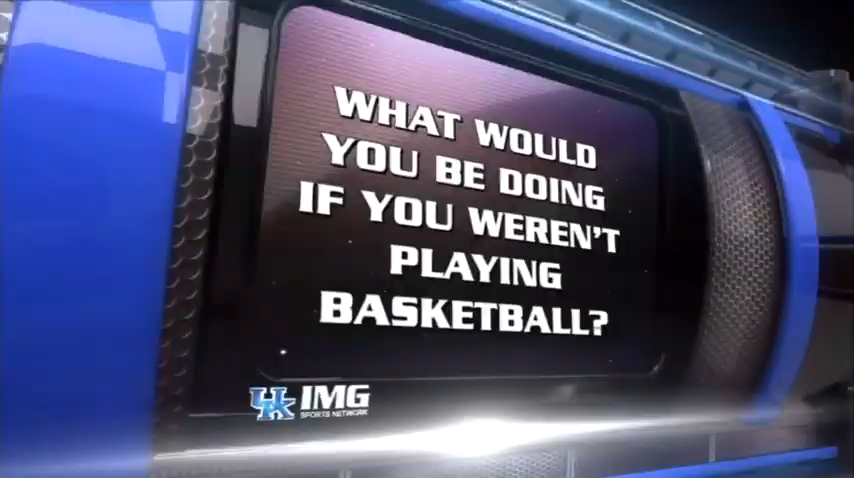 WHAT WOULD
YOU BE DOING
IF YOU WEREN'T
PLAYING
BASKETBALL?
UK IMG
SPORTS NETWORK